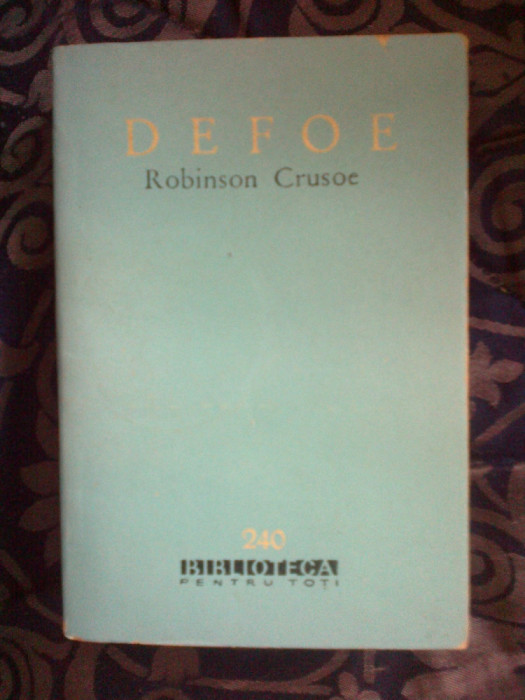 DEFOE
Robinson Crusoe
240
BIBLIOTECA
PENTRU TOȚI